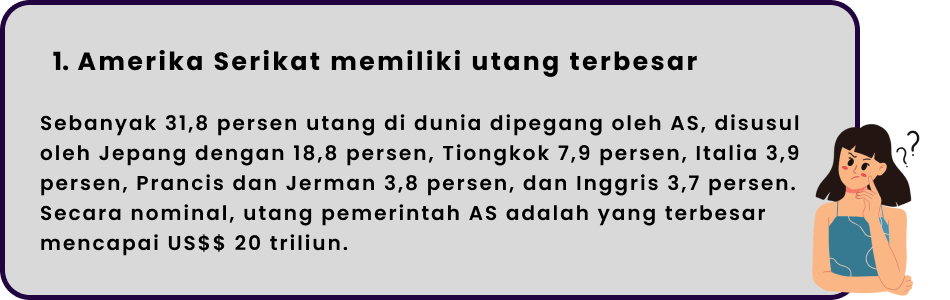 1. Amerika Serikat memiliki utang terbesar
Sebanyak 31,8 persen utang di dunia dipegang oleh AS, disusul
oleh Jepang dengan 18,8 persen, Tiongkok 7,9 persen, Italia 3,9
persen, Prancis dan Jerman 3,8 persen, dan Inggris 3,7 persen.
Secara nominal, utang pemerintah AS adalah yang terbesar
mencapai US$$ 20 triliun.
??